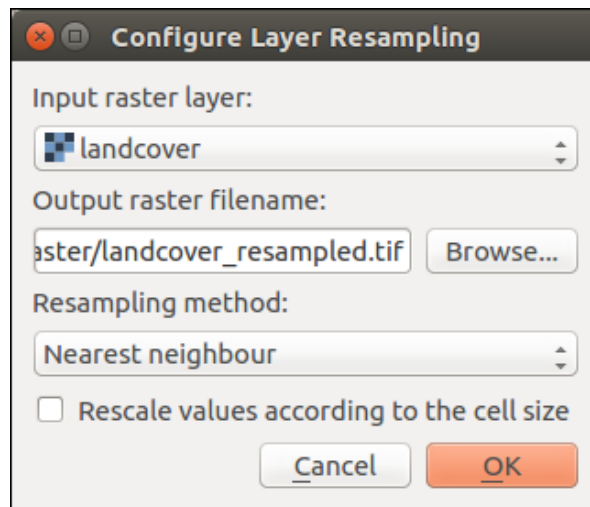 Configure Layer Resampling
Input raster layer:
landcover
Output raster filename:
aster/landcover_resampled.tif Browse...
Resampling method:
Nearest neighbour
Rescale values according to the cell size
Cancel OK